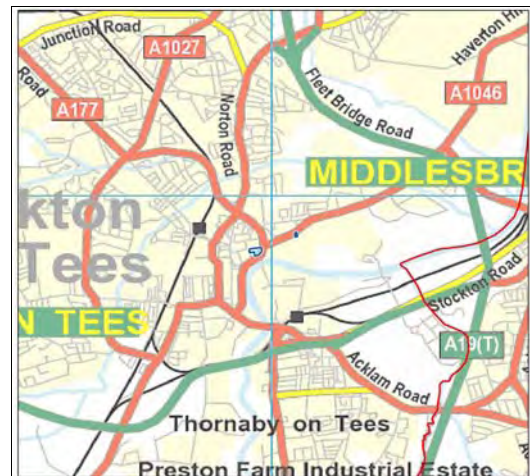 Junction Road
A1027
Haverton Hi
Road
A177
Norton Road
Fleet Bridge Road
A1046
MIDDLESBR
kton
Tees
N TEES
Stockton Road
A19(T)
Acklam Road
Thornaby on Tees
Preston Farm Industrial Estate